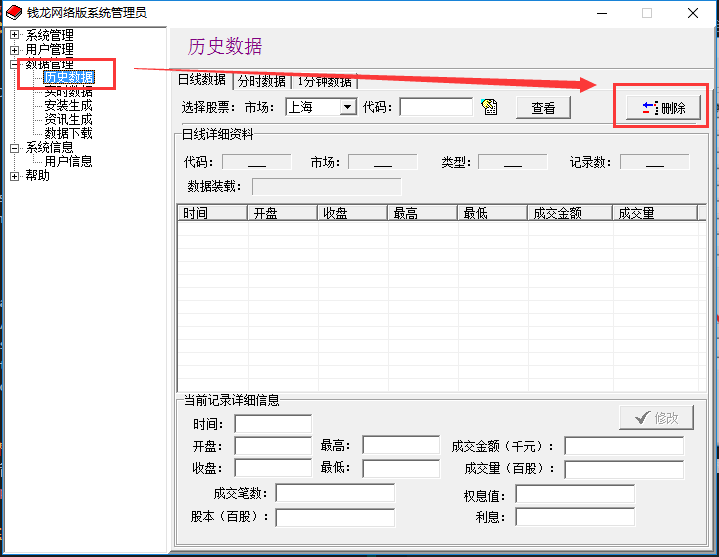 钱龙网络版系统管理员
系统管理
用户管理
数据管理
历史数据
实时数据
安装生成
资讯生成
数据下载
系统信息
用户信息
帮助
历史数据
日线数据 分时数据 1分钟数据
选择股票: 市场: 上海 代码: 查看 删除
日线详细资料
代码: ___ 市场: ___ 类型: ___ 记录数: ___
数据装载:
时间 开盘 收盘 最高 最低 成交金额 成交量
当前记录详细信息
修改
时间:
开盘: 最高: 成交金额(千元):
收盘: 最低: 成交量(百股):
成交笔数: 权息值:
股本(百股): 利息: